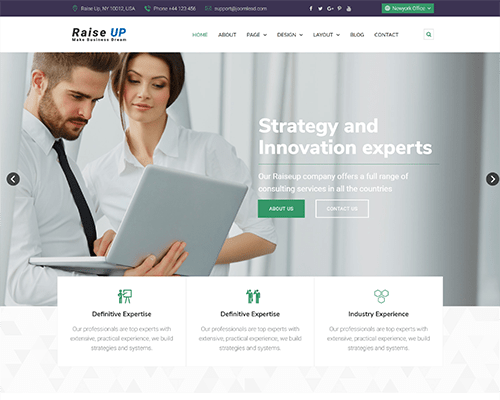 Raise Up, NY 10012, USA Phone +44 123 456 support@joomlead.com Newyork Office
Raise UP
Make Business Dream
HOME ABOUT PAGE DESIGN LAYOUT BLOG CONTACT
Strategy and
Innovation experts
Our Raiseup company offers a full range of
consulting services in all the countries
ABOUT US CONTACT US
Definitive Expertise
Our professionals are top experts with
extensive, practical experience, we build
strategies and systems.
Definitive Expertise
Our professionals are top experts with
extensive, practical experience, we build
strategies and systems.
Industry Experience
Our professionals are top experts with
extensive, practical experience, we build
strategies and systems.